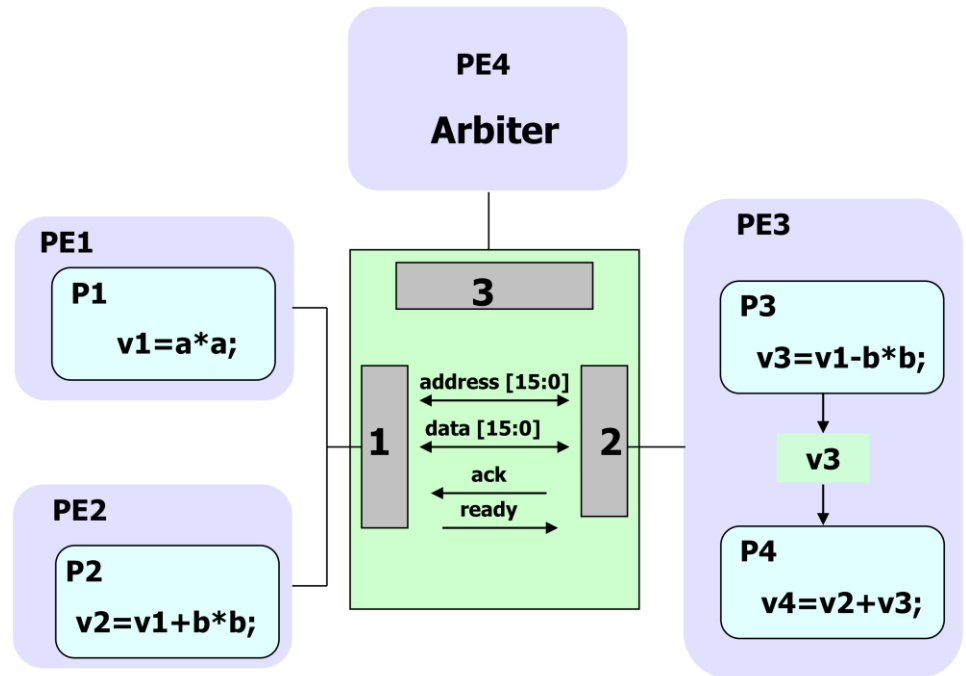 PE4
Arbiter
PE1
P1
v1=a*a;
PE2
P2
v2=v1+b*b;
3
1
address [15:0]
data [15:0]
ack
ready
2
PE3
P3
v3=v1-b*b;
v3
P4
v4=v2+v3;